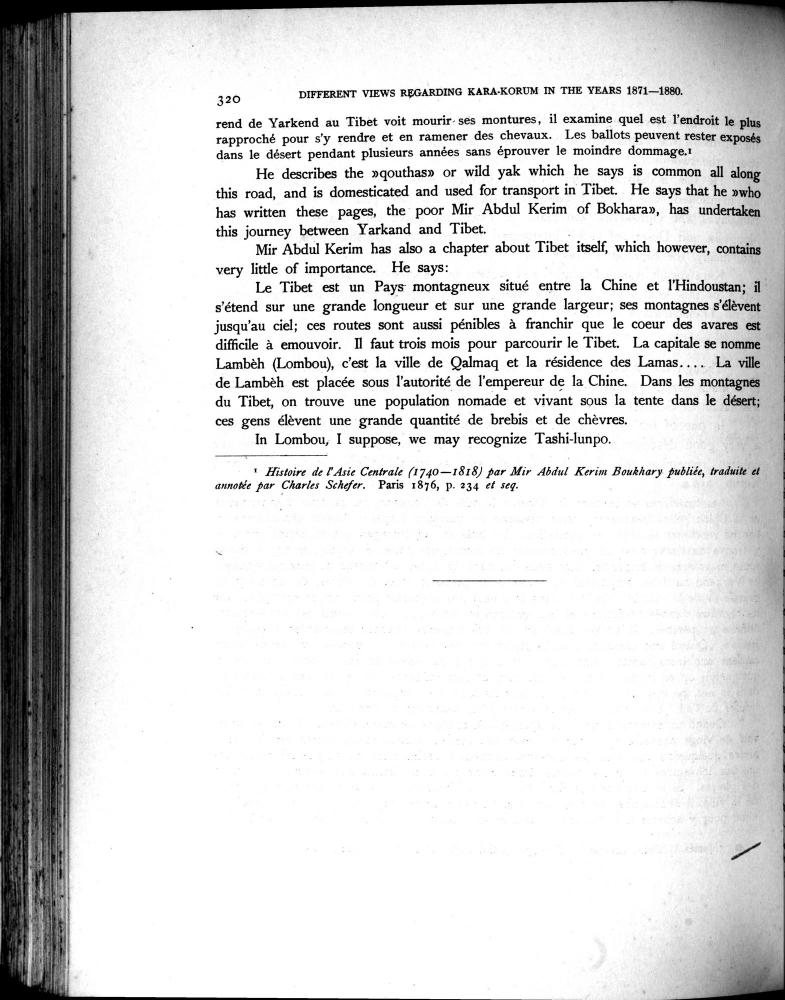 320
DIFFERENT VIEWS REGARDING KARA-KORUM IN THE YEARS 1871—1880.
rend de Yarkend au Tibet voit mourir ses montures, il examine quel est l'endroit le plus
rapproché pour s'y rendre et en ramener des chevaux. Les ballots peuvent rester exposés
dans le désert pendant plusieurs années sans éprouver le moindre dommage.¹
He describes the »qouthas» or wild yak which he says is common all along
this road, and is domesticated and used for transport in Tibet. He says that he »who
has written these pages, the poor Mir Abdul Kerim of Bokhara», has undertaken
this journey between Yarkand and Tibet.
Mir Abdul Kerim has also a chapter about Tibet itself, which however, contains
very little of importance. He says:
Le Tibet est un Pays montagneux situé entre la Chine et l'Hindoustan; il
s'étend sur une grande longueur et sur une grande largeur; ses montagnes s'élèvent
jusqu'au ciel; ces routes sont aussi pénibles à franchir que le coeur des avares est
difficile à emouvoir. Il faut trois mois pour parcourir le Tibet. La capitale se nomme
Lambèh (Lombou), c'est la ville de Qalmaq et la résidence des Lamas.... La ville
de Lambèh est placée sous l'autorité de l'empereur de la Chine. Dans les montagnes
du Tibet, on trouve une population nomade et vivant sous la tente dans le désert;
ces gens élèvent une grande quantité de brebis et de chèvres.
In Lombou, I suppose, we may recognize Tashi-lunpo.
¹ Histoire de l'Asie Centrale (1740—1818) par Mir Abdul Kerim Boukhary publiée, traduite et
annotée par Charles Schefer. Paris 1876, p. 234 et seq.